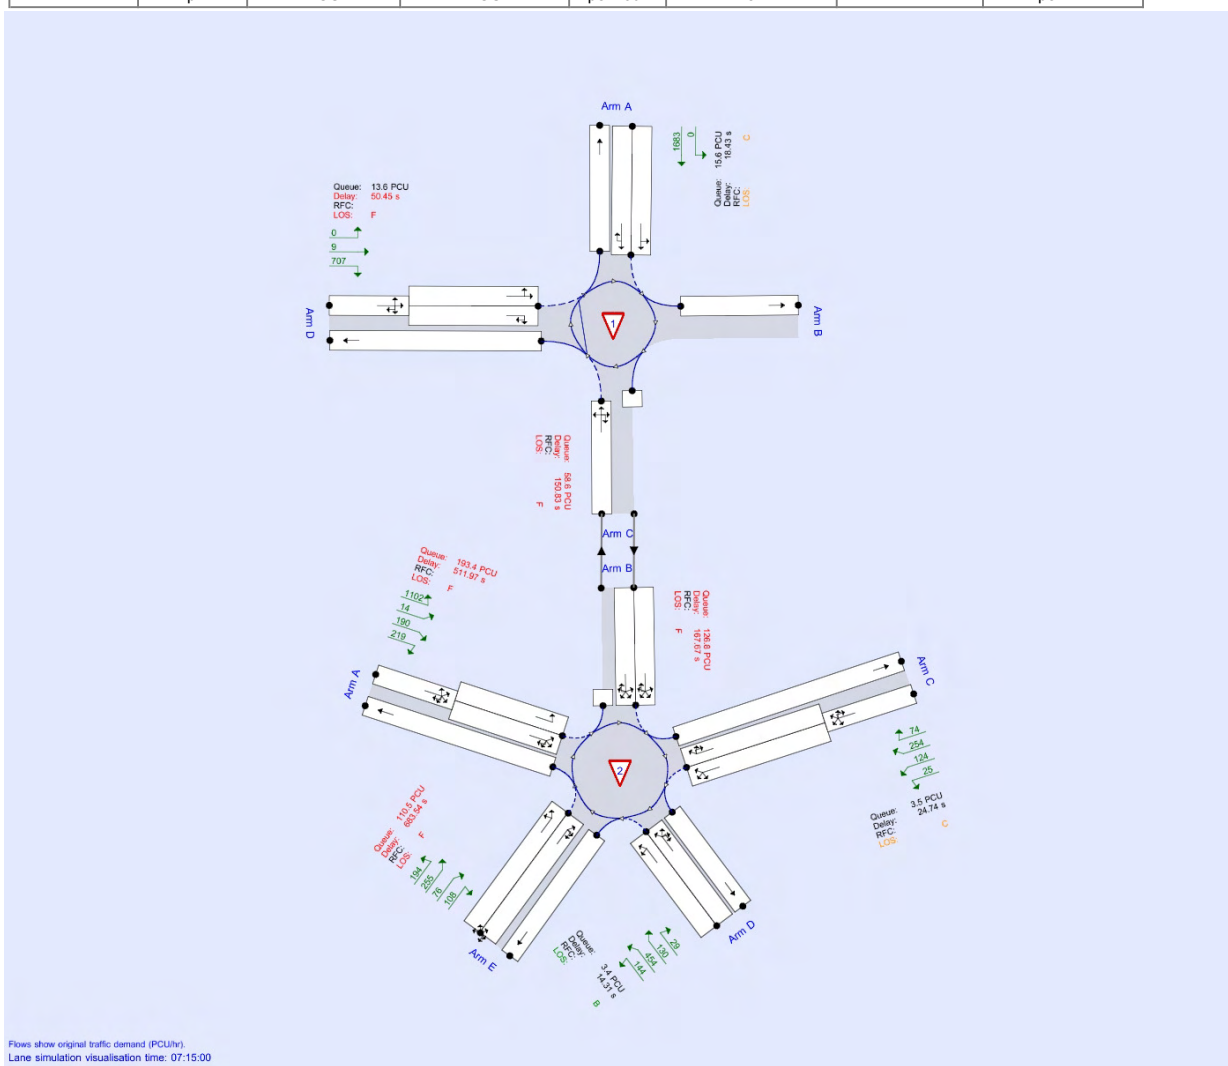 Arm A
1683
0
Queue: 15.6 PCU
Delay: 18.43 s
RFC:
LOS: C
Queue: 13.6 PCU
Delay: 50.45 s
RFC:
LOS: F
0
9
707
Arm D
1
Arm B
Queue: 58.6 PCU
Delay: 150.83 s
RFC:
LOS: F
Arm C
Arm B
Queue: 193.4 PCU
Delay: 511.97 s
RFC:
LOS: F
1102
14
190
219
Queue: 126.8 PCU
Delay: 167.67 s
RFC:
LOS: F
Arm A
Arm C
74
254
124
25
2
Queue: 3.5 PCU
Delay: 24.74 s
RFC:
LOS: C
Queue: 110.5 PCU
Delay: 683.54 s
RFC:
LOS: F
194
255
76
108
Arm E
Queue: 3.4 PCU
Delay: 14.31 s
RFC:
LOS: B
29
130
454
144
Arm D
Flows show original traffic demand (PCU/hr).
Lane simulation visualisation time: 07:15:00